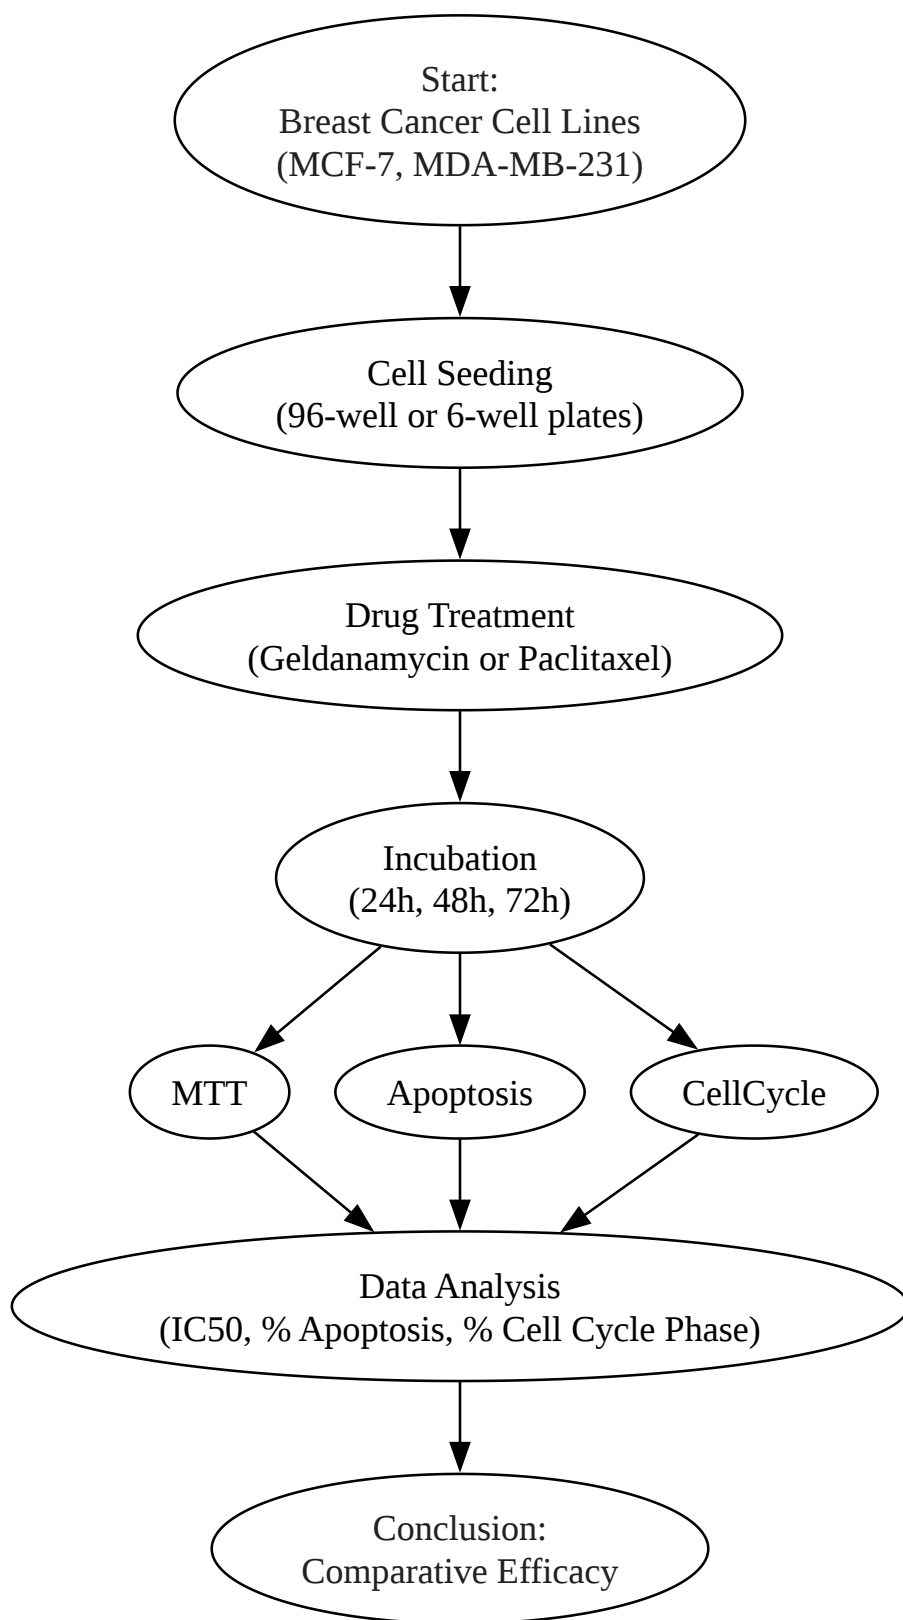 Start:
Breast Cancer Cell Lines
(MCF-7, MDA-MB-231)
Cell Seeding
(96-well or 6-well plates)
Drug Treatment
(Geldanamycin or Paclitaxel)
Incubation
(24h, 48h, 72h)
MTT
Apoptosis
CellCycle
Data Analysis
(IC50, % Apoptosis, % Cell Cycle Phase)
Conclusion:
Comparative Efficacy